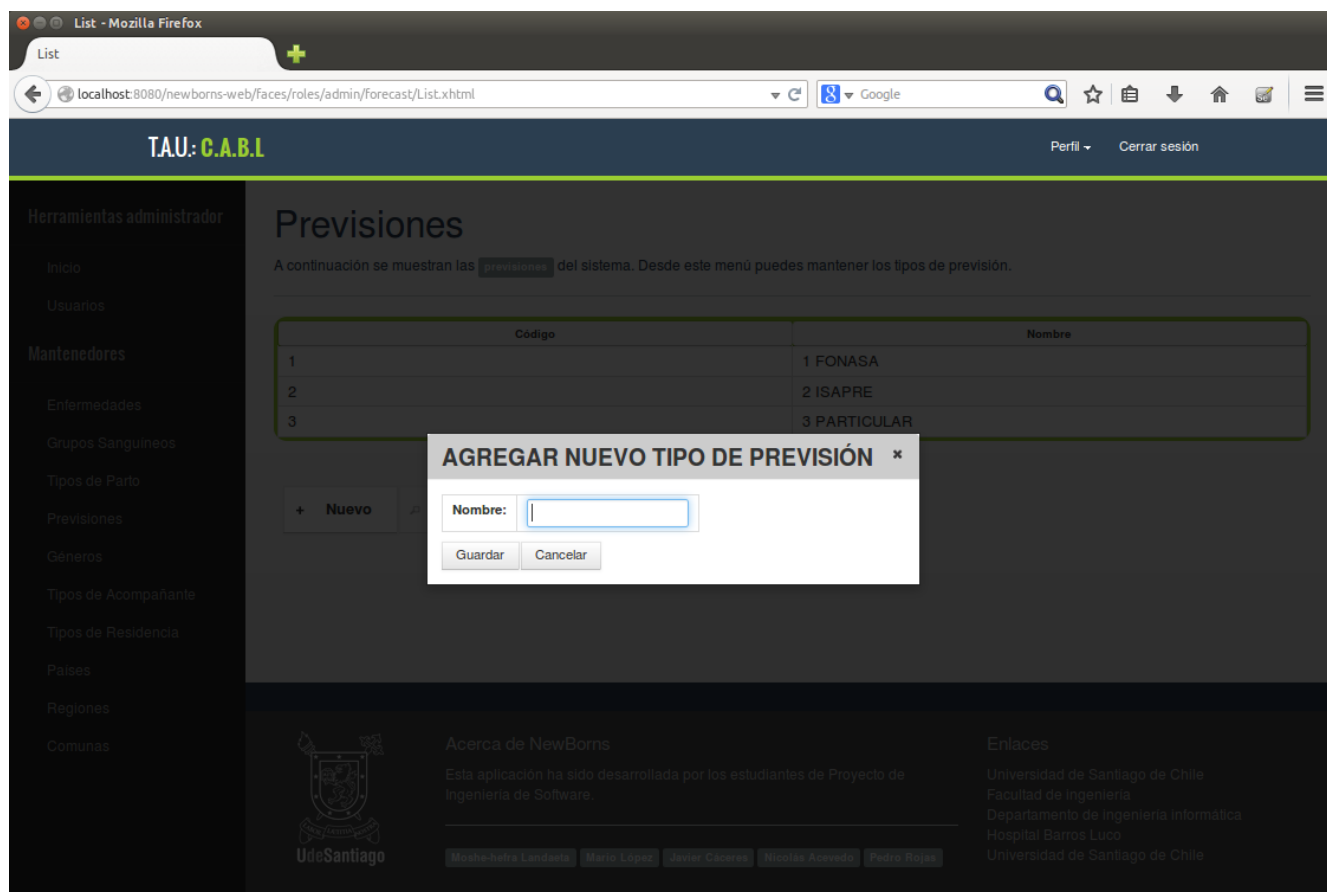 List - Mozilla Firefox
List
localhost:8080/newborns-web/faces/roles/admin/forecast/List.xhtml
8 Google
T.A.U.: C.A.B.L
Perfil
Cerrar sesión
Herramientas administrador
Inicio
Usuarios
Mantenedores
Enfermedades
Grupos Sanguíneos
Tipos de Parto
Previsiones
Géneros
Tipos de Acompañante
Tipos de Residencia
Países
Regiones
Comunas
Previsiones
A continuación se muestran las previsiones del sistema. Desde este menú puedes mantener los tipos de previsión.
Código Nombre
1 1 FONASA
2 2 ISAPRE
3 3 PARTICULAR
+ Nuevo
AGREGAR NUEVO TIPO DE PREVISIÓN
Nombre:
Guardar Cancelar
UdeSantiago
Acerca de NewBorns
Esta aplicación ha sido desarrollada por los estudiantes de Proyecto de
Ingeniería de Software.
Moshe-hefra Landaeta Mario López Javier Cáceres Nicolás Acevedo Pedro Rojas
Enlaces
Universidad de Santiago de Chile
Facultad de ingeniería
Departamento de ingeniería informática
Hospital Barros Luco
Universidad de Santiago de Chile